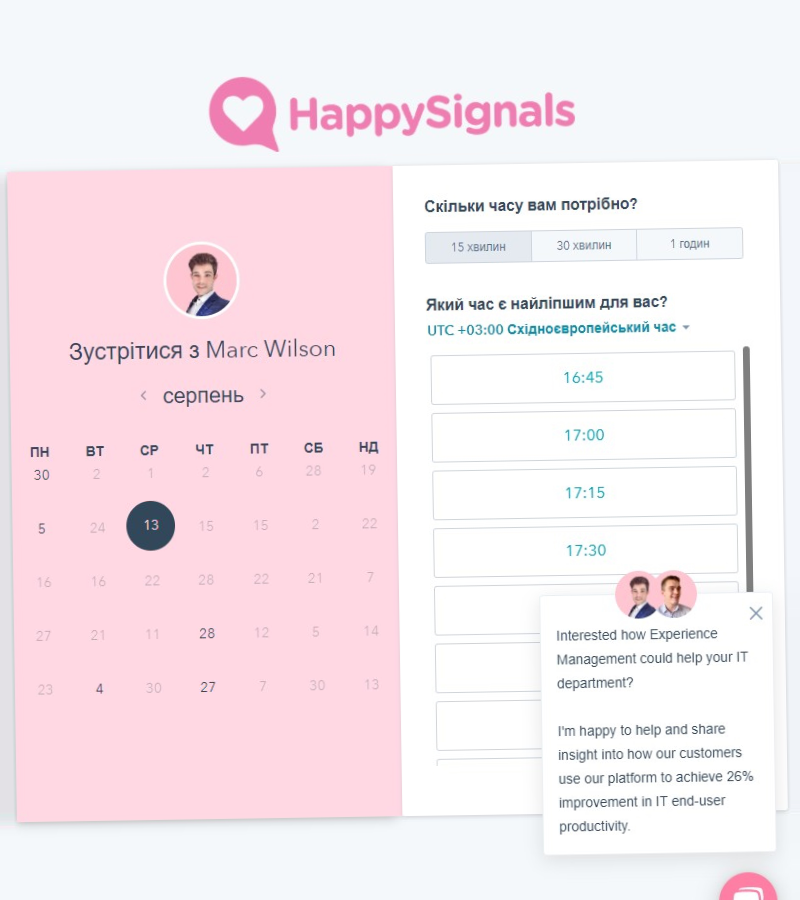 HappySignals
Зустрітися з Marc Wilson
серпень
ПН ВТ СР ЧТ ПТ СБ НД
30 2 1 2 6 28 19
5 24 13 15 15 2 22
16 16 22 28 22 21 7
27 21 11 28 12 5 14
23 4 30 27 7 30 13
Скільки часу вам потрібно?
15 хвилин 30 хвилин 1 годин
Який час є найліпшим для вас?
UTC +03:00 Східноєвропейський час
16:45
17:00
17:15
17:30
Interested how Experience
Management could help your IT
department?
I'm happy to help and share
insight into how our customers
use our platform to achieve 26%
improvement in IT end-user
productivity.